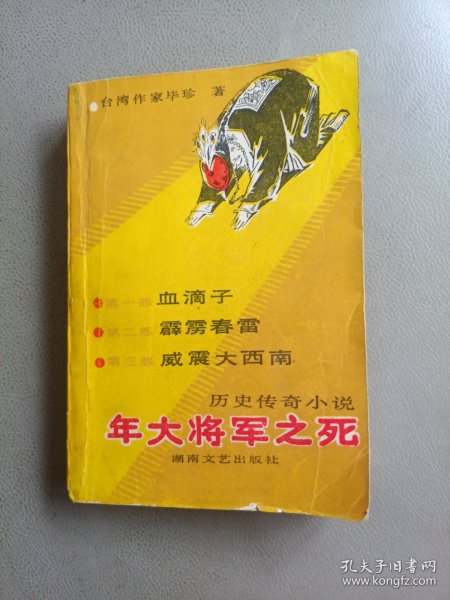 台湾作家毕珍 著
第一部 血滴子
第二部 霹雳春雷
第三部 威震大西南
历史传奇小说
年大将军之死
湖南文艺出版社
孔夫子旧书网
www.kongfz.com